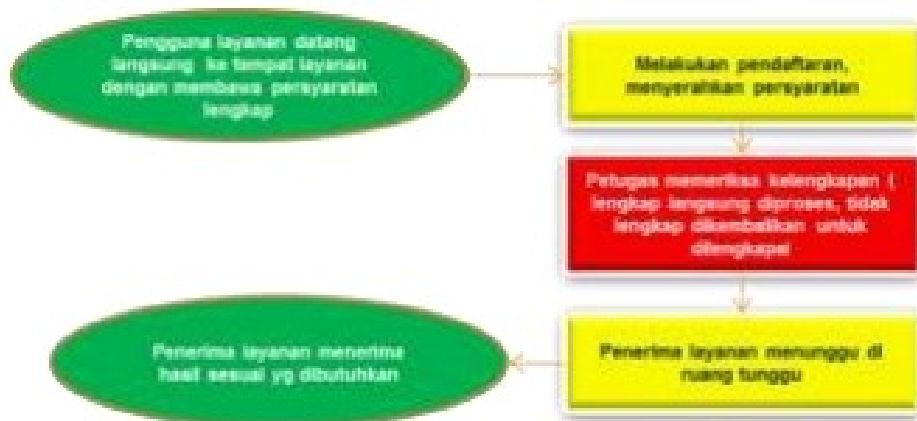 Pengguna layanan datang
langsung ke tempat layanan
dengan membawa persyaratan
lengkap
Melakukan pendaftaran,
menyerahkan persyaratan
Petugas memeriksa kelengkapan (
lengkap langsung diproses, tidak
lengkap dikembalikan untuk
dilengkapai
Penerima layanan menunggu di
ruang tunggu
Penerima layanan menerima
hasil sesuai yg dibutuhkan